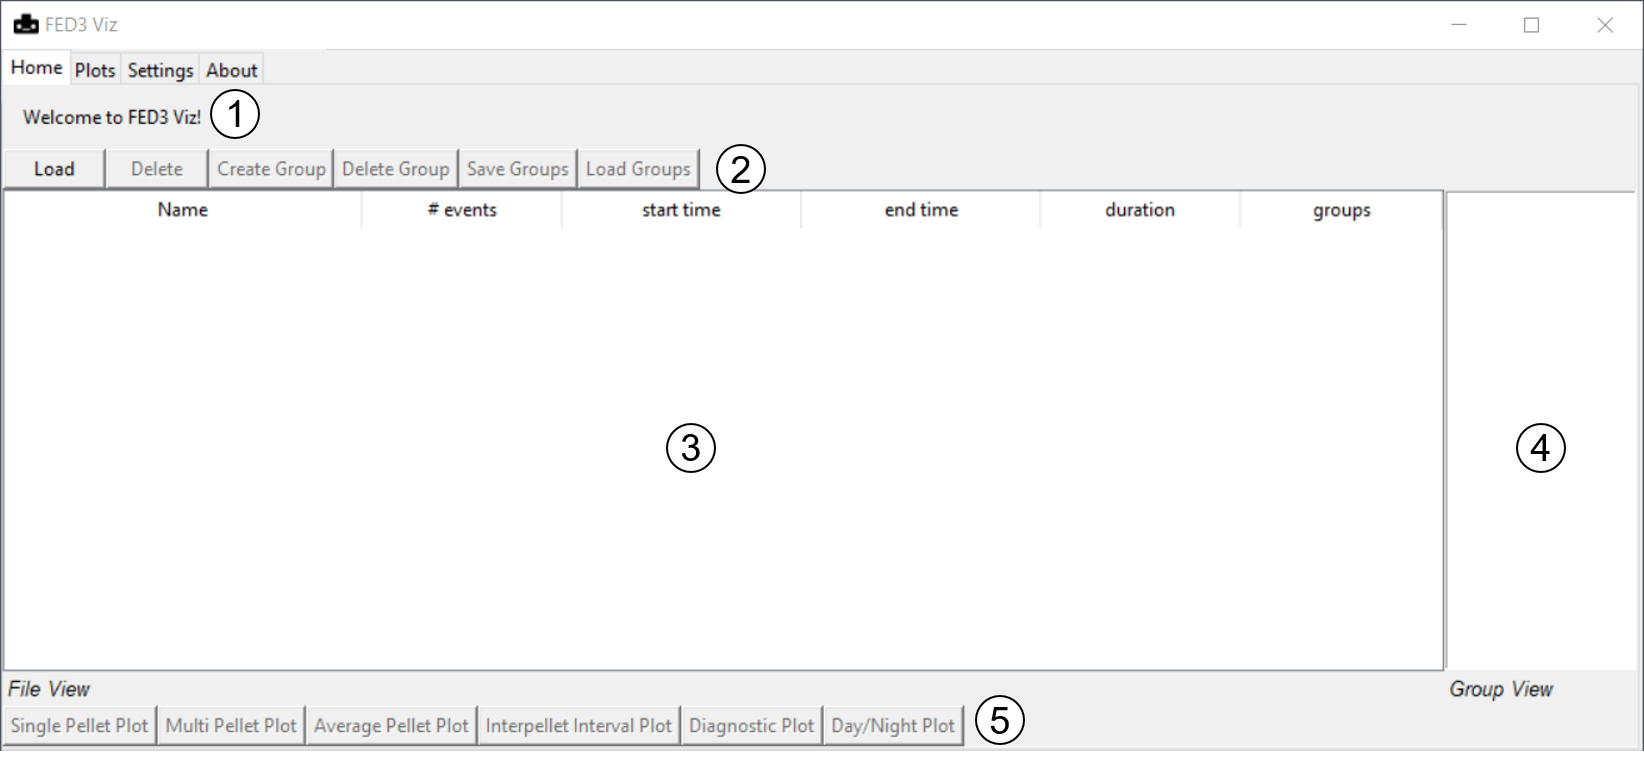 FED3 Viz
Home Plots Settings About
Welcome to FED3 Viz! 1
Load Delete Create Group Delete Group Save Groups Load Groups 2
Name # events start time end time duration groups
3 4
File View Group View
Single Pellet Plot Multi Pellet Plot Average Pellet Plot Interpellet Interval Plot Diagnostic Plot Day/Night Plot 5